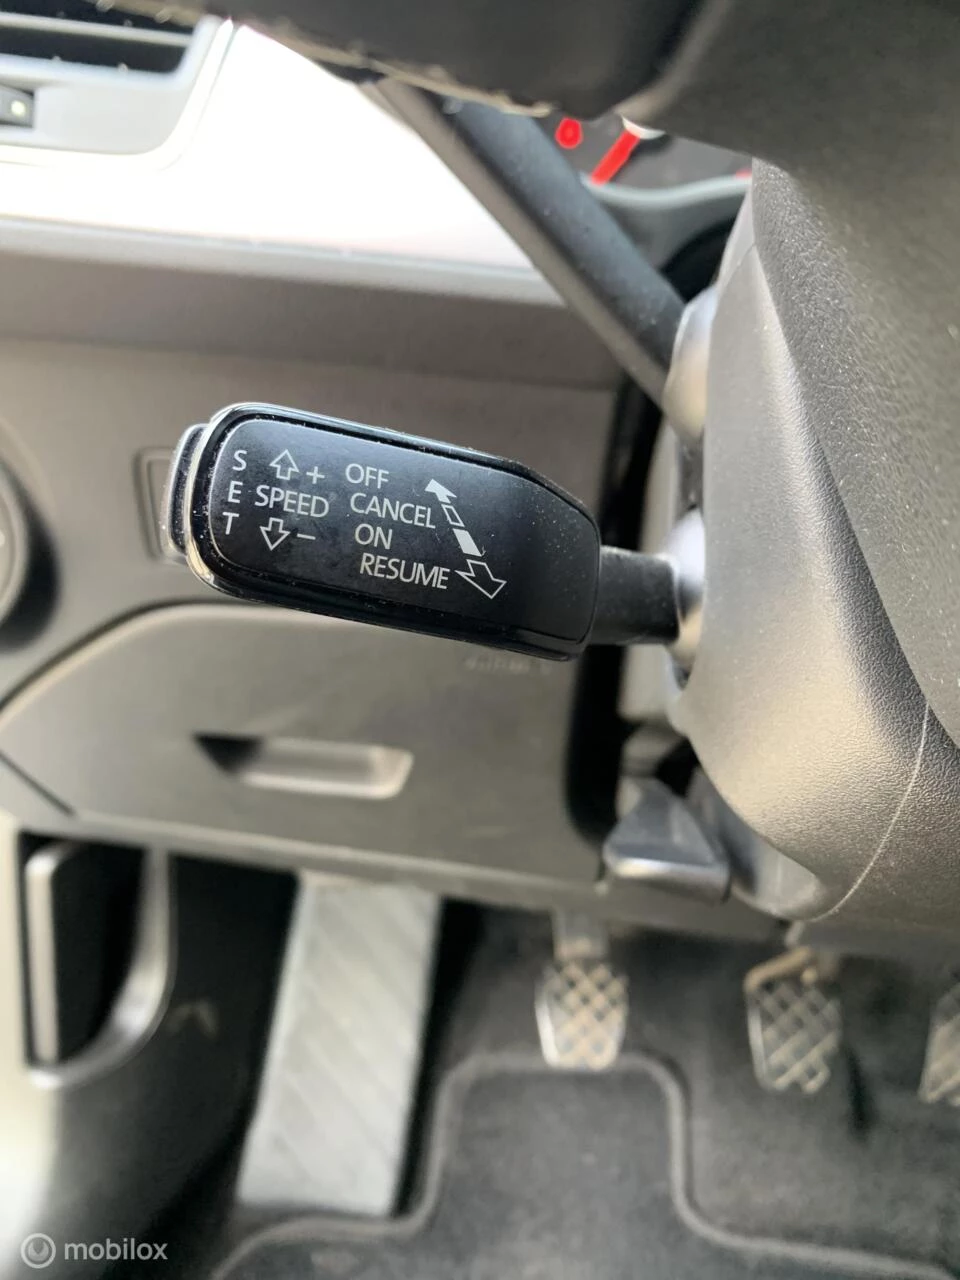 S
E
T
+
SPEED
−
OFF
CANCEL
ON
RESUME
mobilox